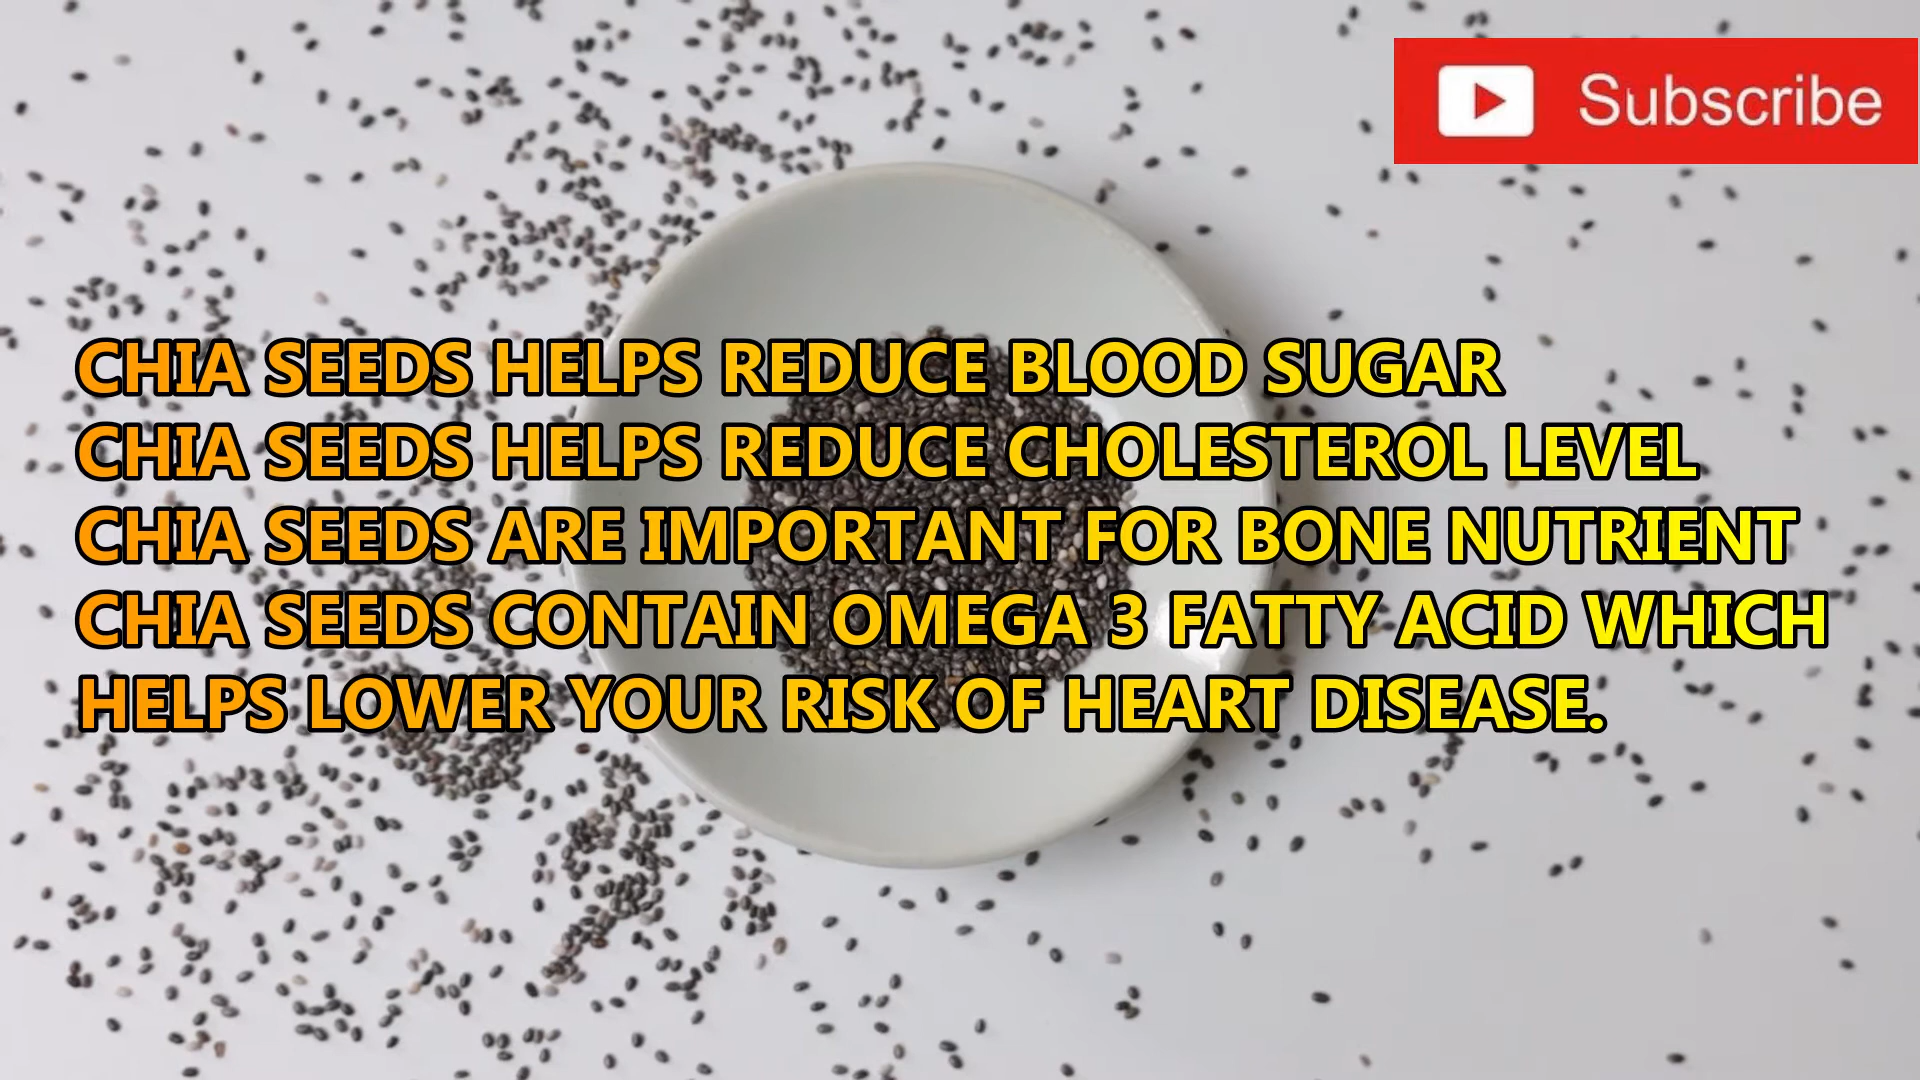 Subscribe
CHIA SEEDS HELPS REDUCE BLOOD SUGAR
CHIA SEEDS HELPS REDUCE CHOLESTEROL LEVEL
CHIA SEEDS ARE IMPORTANT FOR BONE NUTRIENT
CHIA SEEDS CONTAIN OMEGA 3 FATTY ACID WHICH
HELPS LOWER YOUR RISK OF HEART DISEASE.